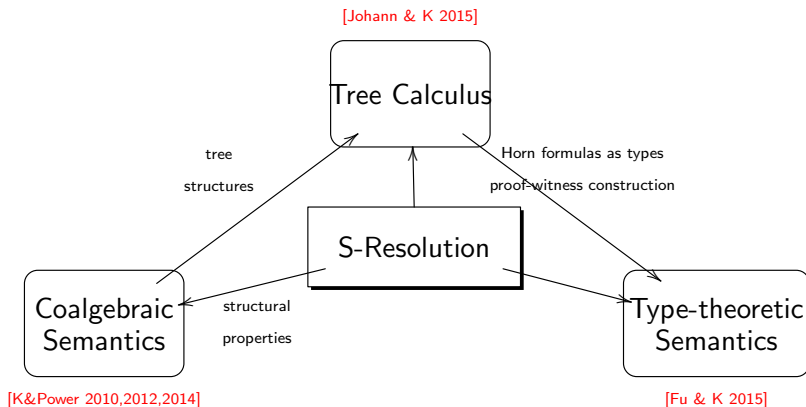 [Johann & K 2015]
Tree Calculus
tree
structures
Horn formulas as types
proof-witness construction
S-Resolution
Coalgebraic
Semantics
structural
properties
Type-theoretic
Semantics
[K&Power 2010,2012,2014]
[Fu & K 2015]